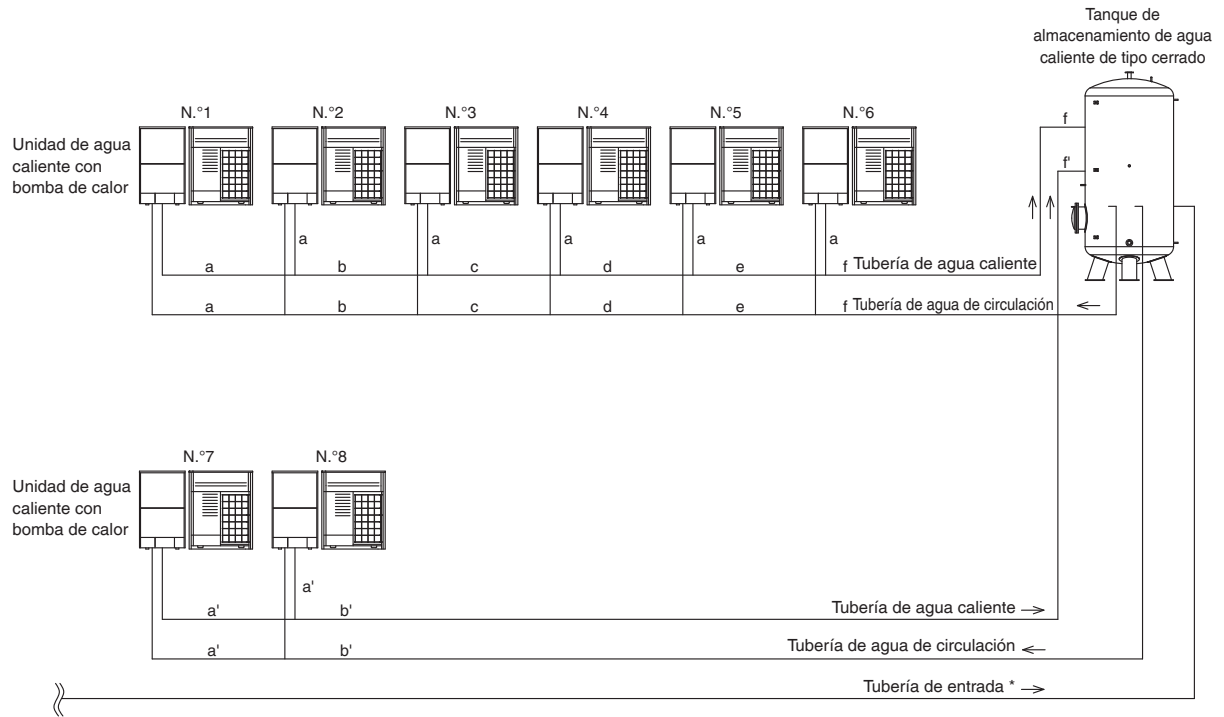 Tanque de
almacenamiento de agua
caliente de tipo cerrado
N.°1
N.°2
N.°3
N.°4
N.°5
N.°6
Unidad de agua
caliente con
bomba de calor
f
f'
a
a
a
a
a
a
b
c
d
e
f Tubería de agua caliente
a
b
c
d
e
f Tubería de agua de circulación
N.°7
N.°8
Unidad de agua
caliente con
bomba de calor
a'
a'
b'
Tubería de agua caliente
a'
b'
Tubería de agua de circulación
Tubería de entrada *